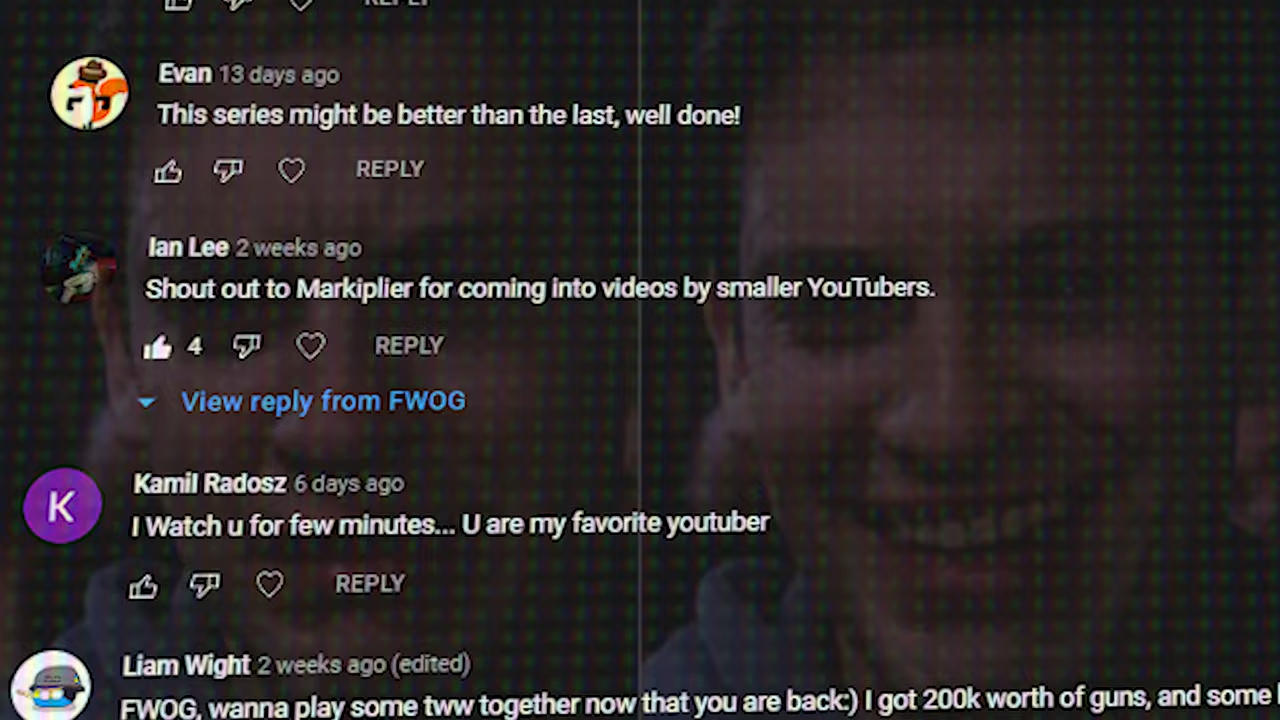 REPLY
Evan 13 days ago
This series might be better than the last, well done!
REPLY
Ian Lee 2 weeks ago
Shout out to Markiplier for coming into videos by smaller YouTubers.
4 REPLY
View reply from FWOG
K
Kamil Radosz 6 days ago
I Watch u for few minutes... U are my favorite youtuber
REPLY
Liam Wight 2 weeks ago (edited)
FWOG, wanna play some tww together now that you are back:) I got 200k worth of guns, and some